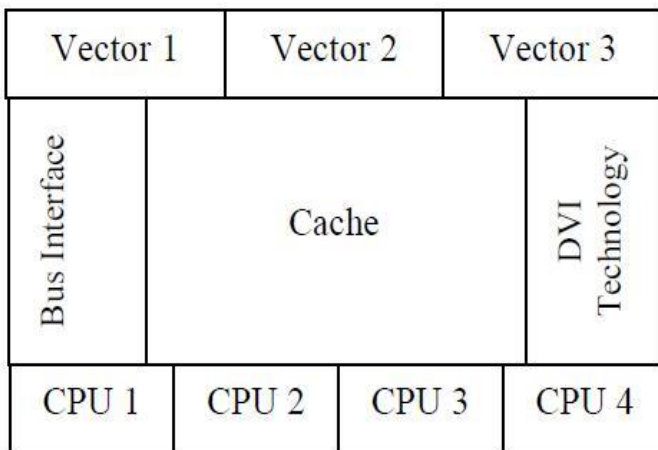 Vector 1
Vector 2
Vector 3
Bus Interface
Cache
DVI
Technology
CPU 1
CPU 2
CPU 3
CPU 4